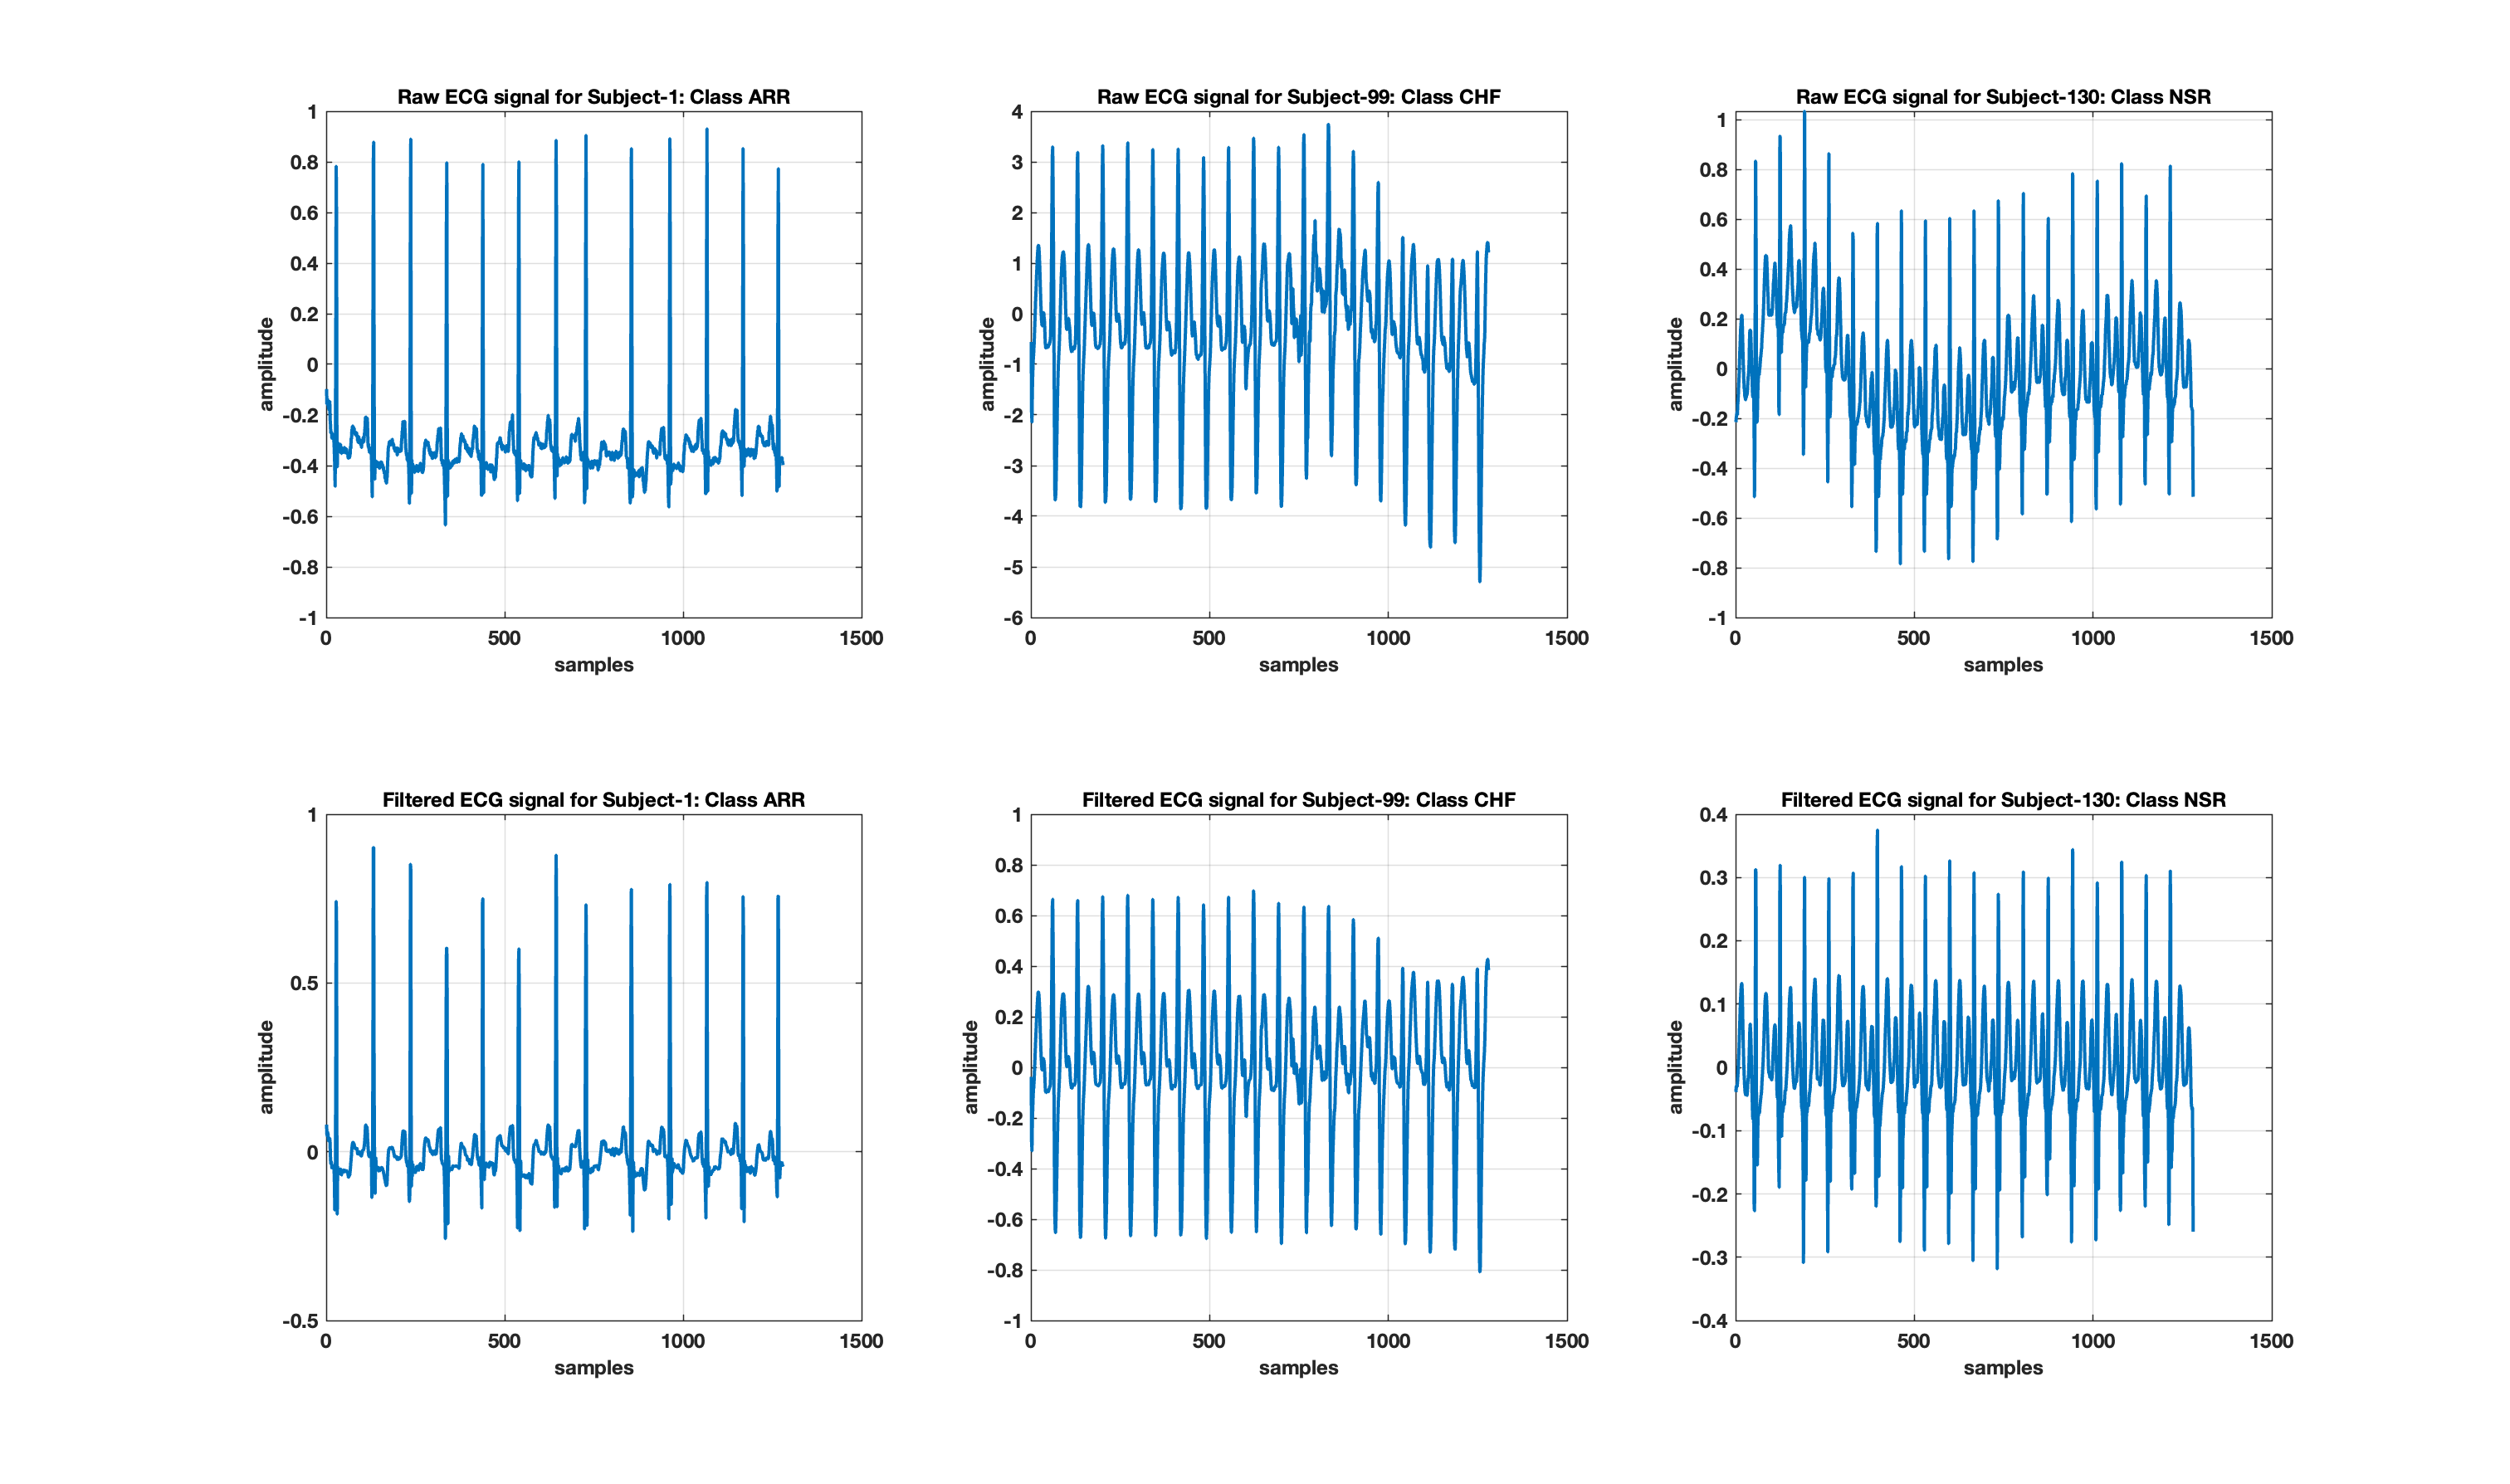 Raw ECG signal for Subject-1: Class ARR
1
0.8
0.6
0.4
0.2
0
-0.2
-0.4
-0.6
-0.8
-1
amplitude
0 500 1000 1500
samples
Raw ECG signal for Subject-99: Class CHF
4
3
2
1
0
-1
-2
-3
-4
-5
-6
amplitude
0 500 1000 1500
samples
Raw ECG signal for Subject-130: Class NSR
1
0.8
0.6
0.4
0.2
0
-0.2
-0.4
-0.6
-0.8
-1
amplitude
0 500 1000 1500
samples
Filtered ECG signal for Subject-1: Class ARR
1
0.5
0
-0.5
amplitude
0 500 1000 1500
samples
Filtered ECG signal for Subject-99: Class CHF
1
0.8
0.6
0.4
0.2
0
-0.2
-0.4
-0.6
-0.8
-1
amplitude
0 500 1000 1500
samples
Filtered ECG signal for Subject-130: Class NSR
0.4
0.3
0.2
0.1
0
-0.1
-0.2
-0.3
-0.4
amplitude
0 500 1000 1500
samples